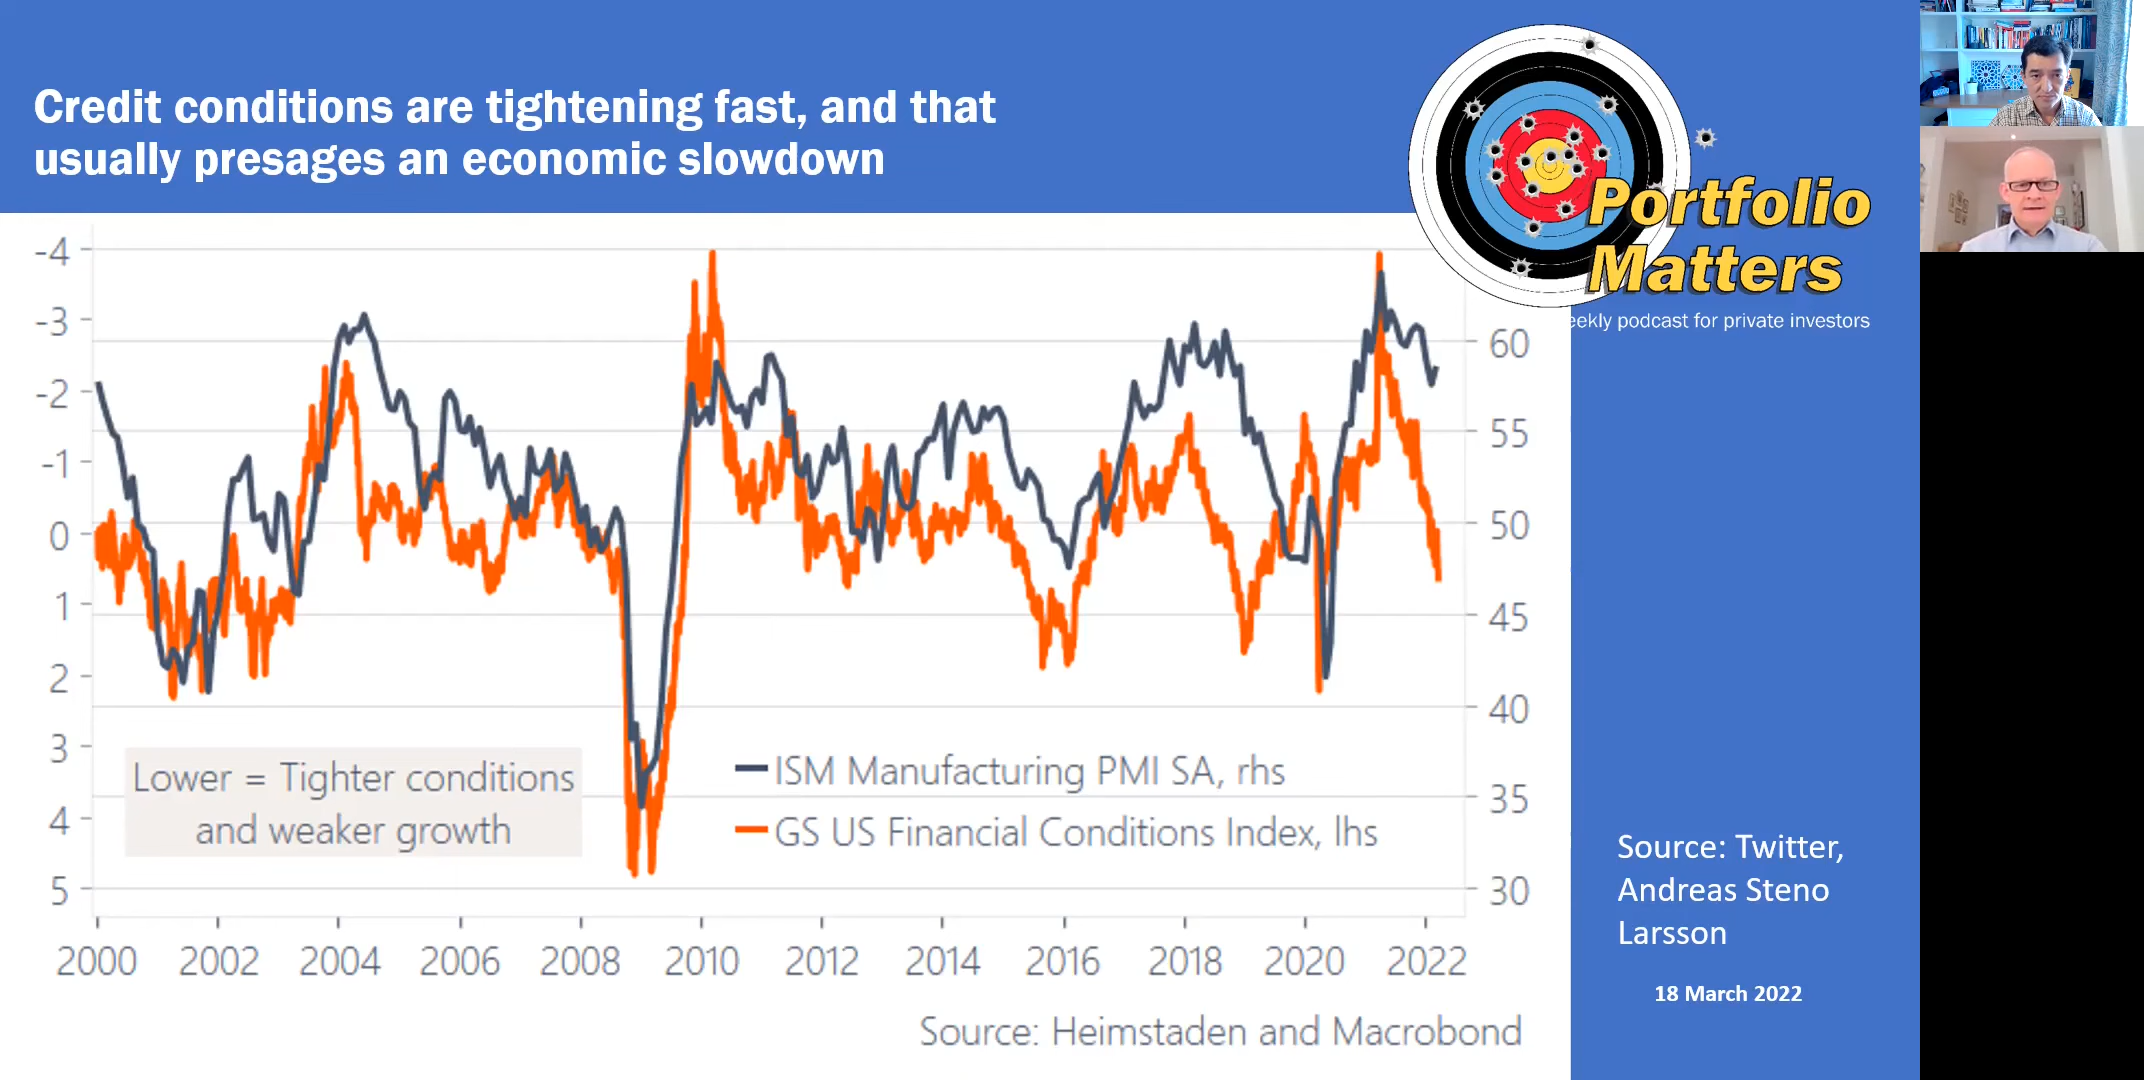 Credit conditions are tightening fast, and that
usually presages an economic slowdown
Portfolio
Matters
eekly podcast for private investors
-4
-3
-2
-1
0
1
2
3
4
5
60
55
50
45
40
35
30
Lower = Tighter conditions
and weaker growth
ISM Manufacturing PMI SA, rhs
GS US Financial Conditions Index, lhs
2000 2002 2004 2006 2008 2010 2012 2014 2016 2018 2020 2022
Source: Heimstaden and Macrobond
Source: Twitter,
Andreas Steno
Larsson
18 March 2022